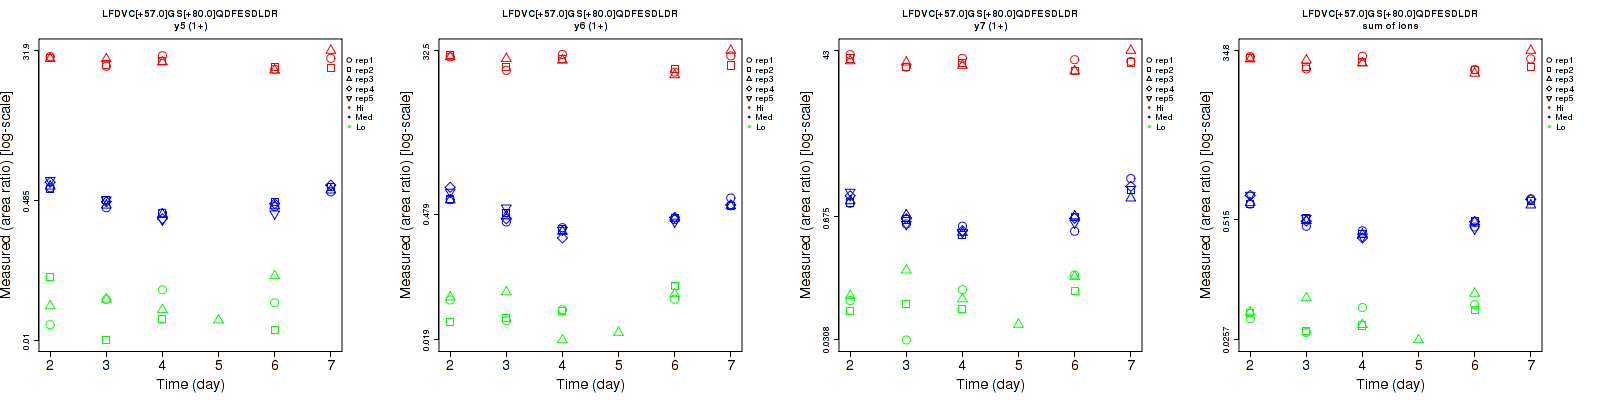 LFDVC[+57.0]GS[+80.0]QDFESDLDR
y5 (1+)
Measured (area ratio) [log-scale]
31.9
0.485
0.01
2 3 4 5 6 7
Time (day)
rep1
rep2
rep3
rep4
rep5
Hi
Med
Lo
LFDVC[+57.0]GS[+80.0]QDFESDLDR
y6 (1+)
Measured (area ratio) [log-scale]
32.5
0.479
0.019
2 3 4 5 6 7
Time (day)
rep1
rep2
rep3
rep4
rep5
Hi
Med
Lo
LFDVC[+57.0]GS[+80.0]QDFESDLDR
y7 (1+)
Measured (area ratio) [log-scale]
43
0.675
0.0308
2 3 4 5 6 7
Time (day)
rep1
rep2
rep3
rep4
rep5
Hi
Med
Lo
LFDVC[+57.0]GS[+80.0]QDFESDLDR
sum of ions
Measured (area ratio) [log-scale]
34.8
0.515
0.0257
2 3 4 5 6 7
Time (day)
rep1
rep2
rep3
rep4
rep5
Hi
Med
Lo